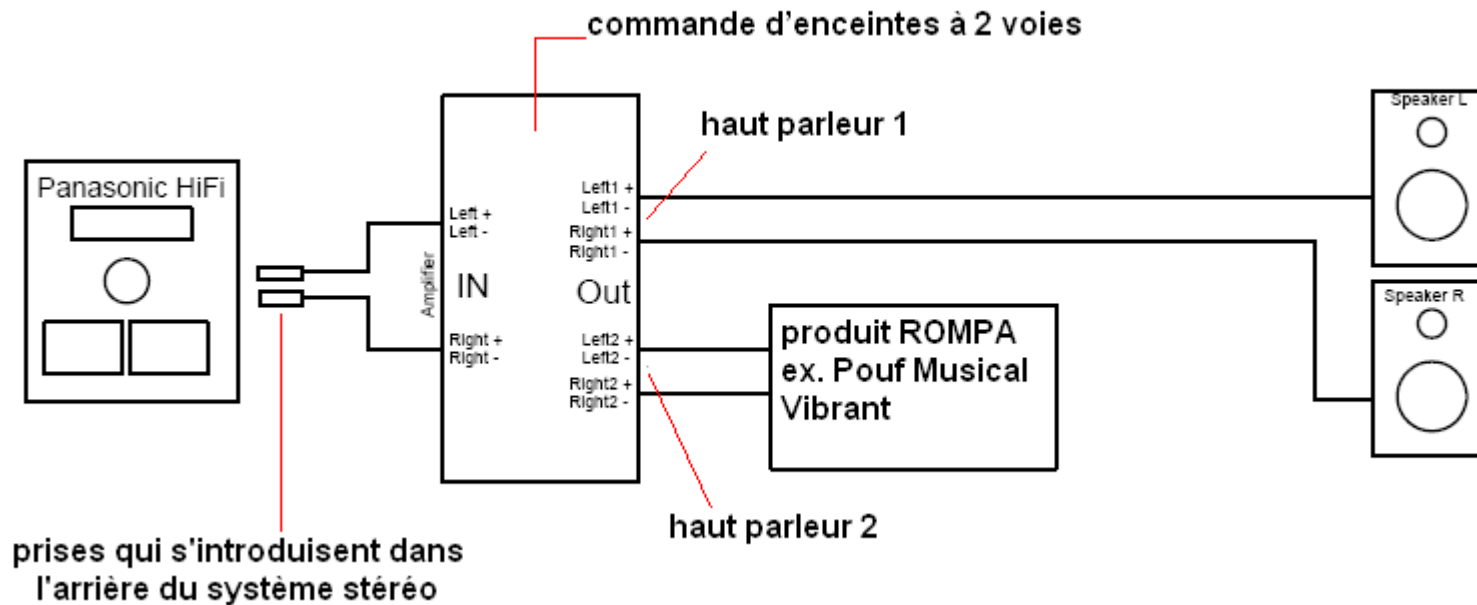 commande d'enceintes à 2 voies
haut parleur 1
Panasonic HiFi
Left +
Left -
Amplifier
IN
Right +
Right -
Left1 +
Left1 -
Right1 +
Right1 -
Out
Left2 +
Left2 -
Right2 +
Right2 -
Speaker L
Speaker R
produit ROMPA
ex. Pouf Musical
Vibrant
haut parleur 2
prises qui s'introduisent dans
l'arrière du système stéréo